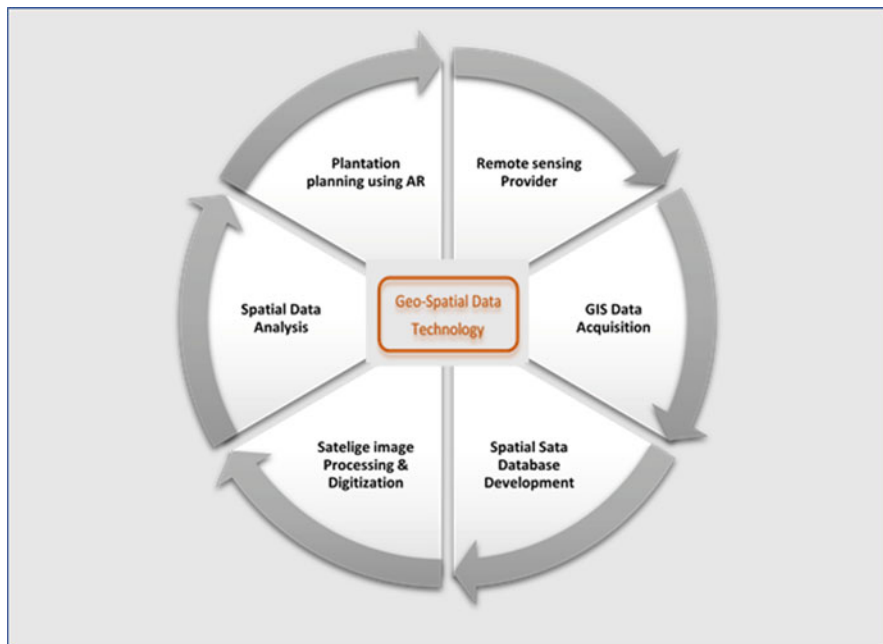 Plantation
planning using AR
Remote sensing
Provider
Spatial Data
Analysis
Geo-Spatial Data
Technology
GIS Data
Acquisition
Satelige image
Processing &
Digitization
Spatial Sata
Database
Development